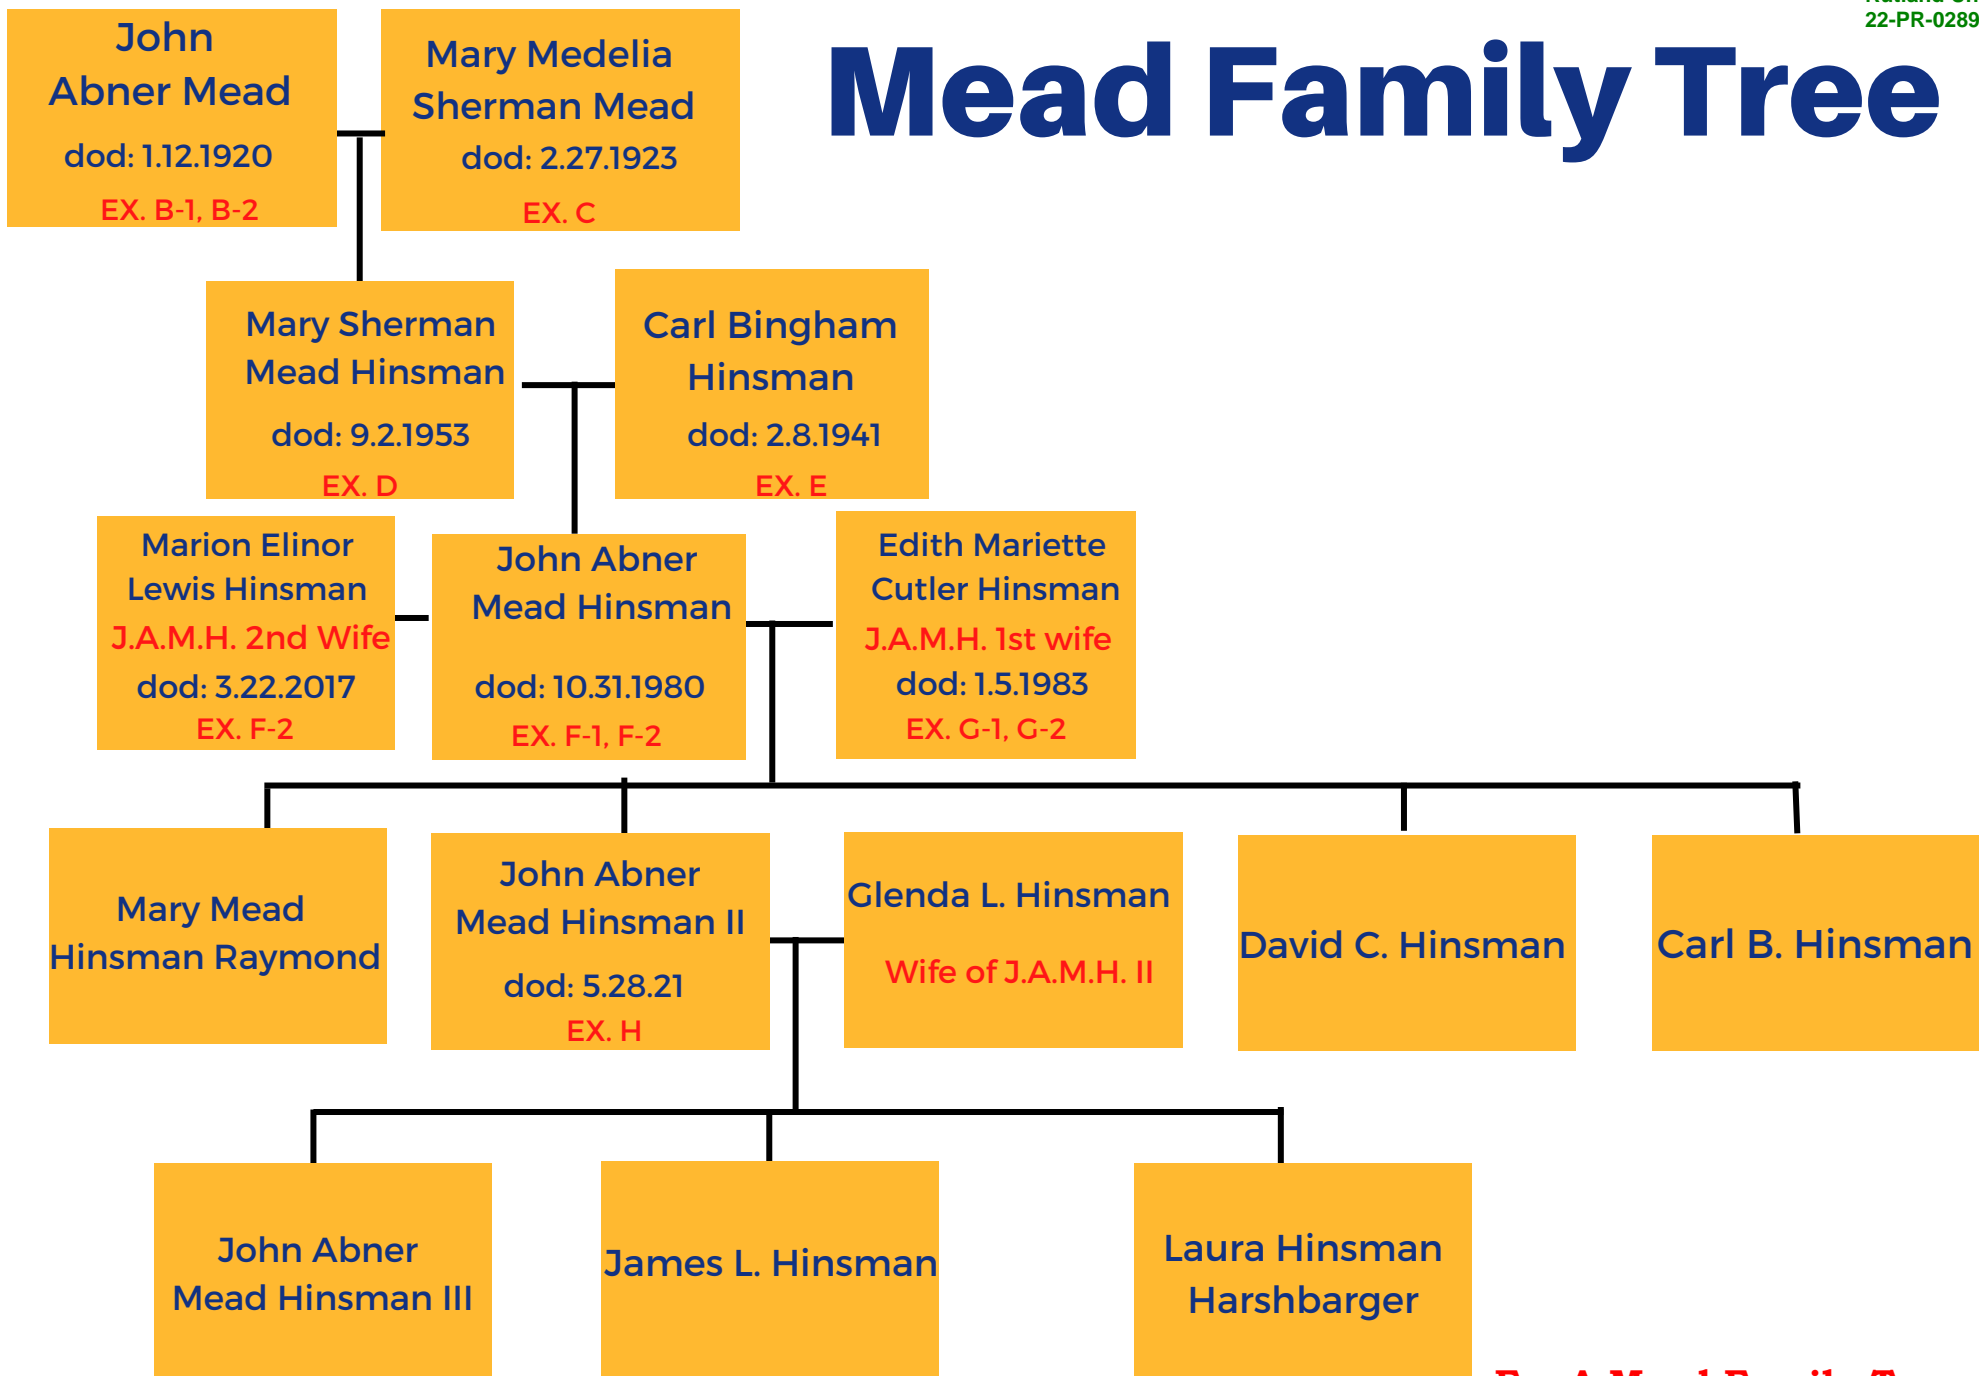 22-PR-0289
Mead Family Tree
John
Abner Mead
dod: 1.12.1920
EX. B-1, B-2
Mary Medelia
Sherman Mead
dod: 2.27.1923
EX. C
Mary Sherman
Mead Hinsman
dod: 9.2.1953
EX. D
Carl Bingham
Hinsman
dod: 2.8.1941
EX. E
Marion Elinor
Lewis Hinsman
J.A.M.H. 2nd Wife
dod: 3.22.2017
EX. F-2
John Abner
Mead Hinsman
dod: 10.31.1980
EX. F-1, F-2
Edith Mariette
Cutler Hinsman
J.A.M.H. 1st wife
dod: 1.5.1983
EX. G-1, G-2
Mary Mead
Hinsman Raymond
John Abner
Mead Hinsman II
dod: 5.28.21
EX. H
Glenda L. Hinsman
Wife of J.A.M.H. II
David C. Hinsman
Carl B. Hinsman
John Abner
Mead Hinsman III
James L. Hinsman
Laura Hinsman
Harshbarger